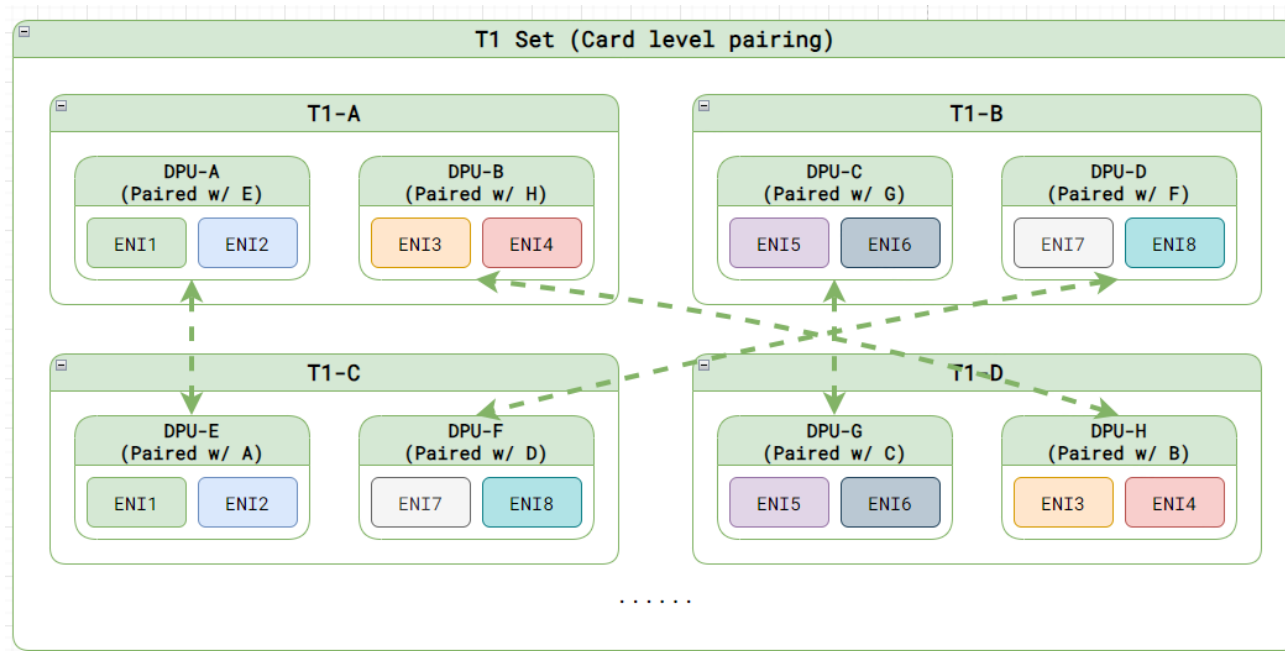 T1 Set (Card level pairing)
T1-A
DPU-A
(Paired w/ E)
ENI1
ENI2
DPU-B
(Paired w/ H)
ENI3
ENI4
T1-B
DPU-C
(Paired w/ G)
ENI5
ENI6
DPU-D
(Paired w/ F)
ENI7
ENI8
T1-C
DPU-E
(Paired w/ A)
ENI1
ENI2
DPU-F
(Paired w/ D)
ENI7
ENI8
T1-D
DPU-G
(Paired w/ C)
ENI5
ENI6
DPU-H
(Paired w/ B)
ENI3
ENI4
......